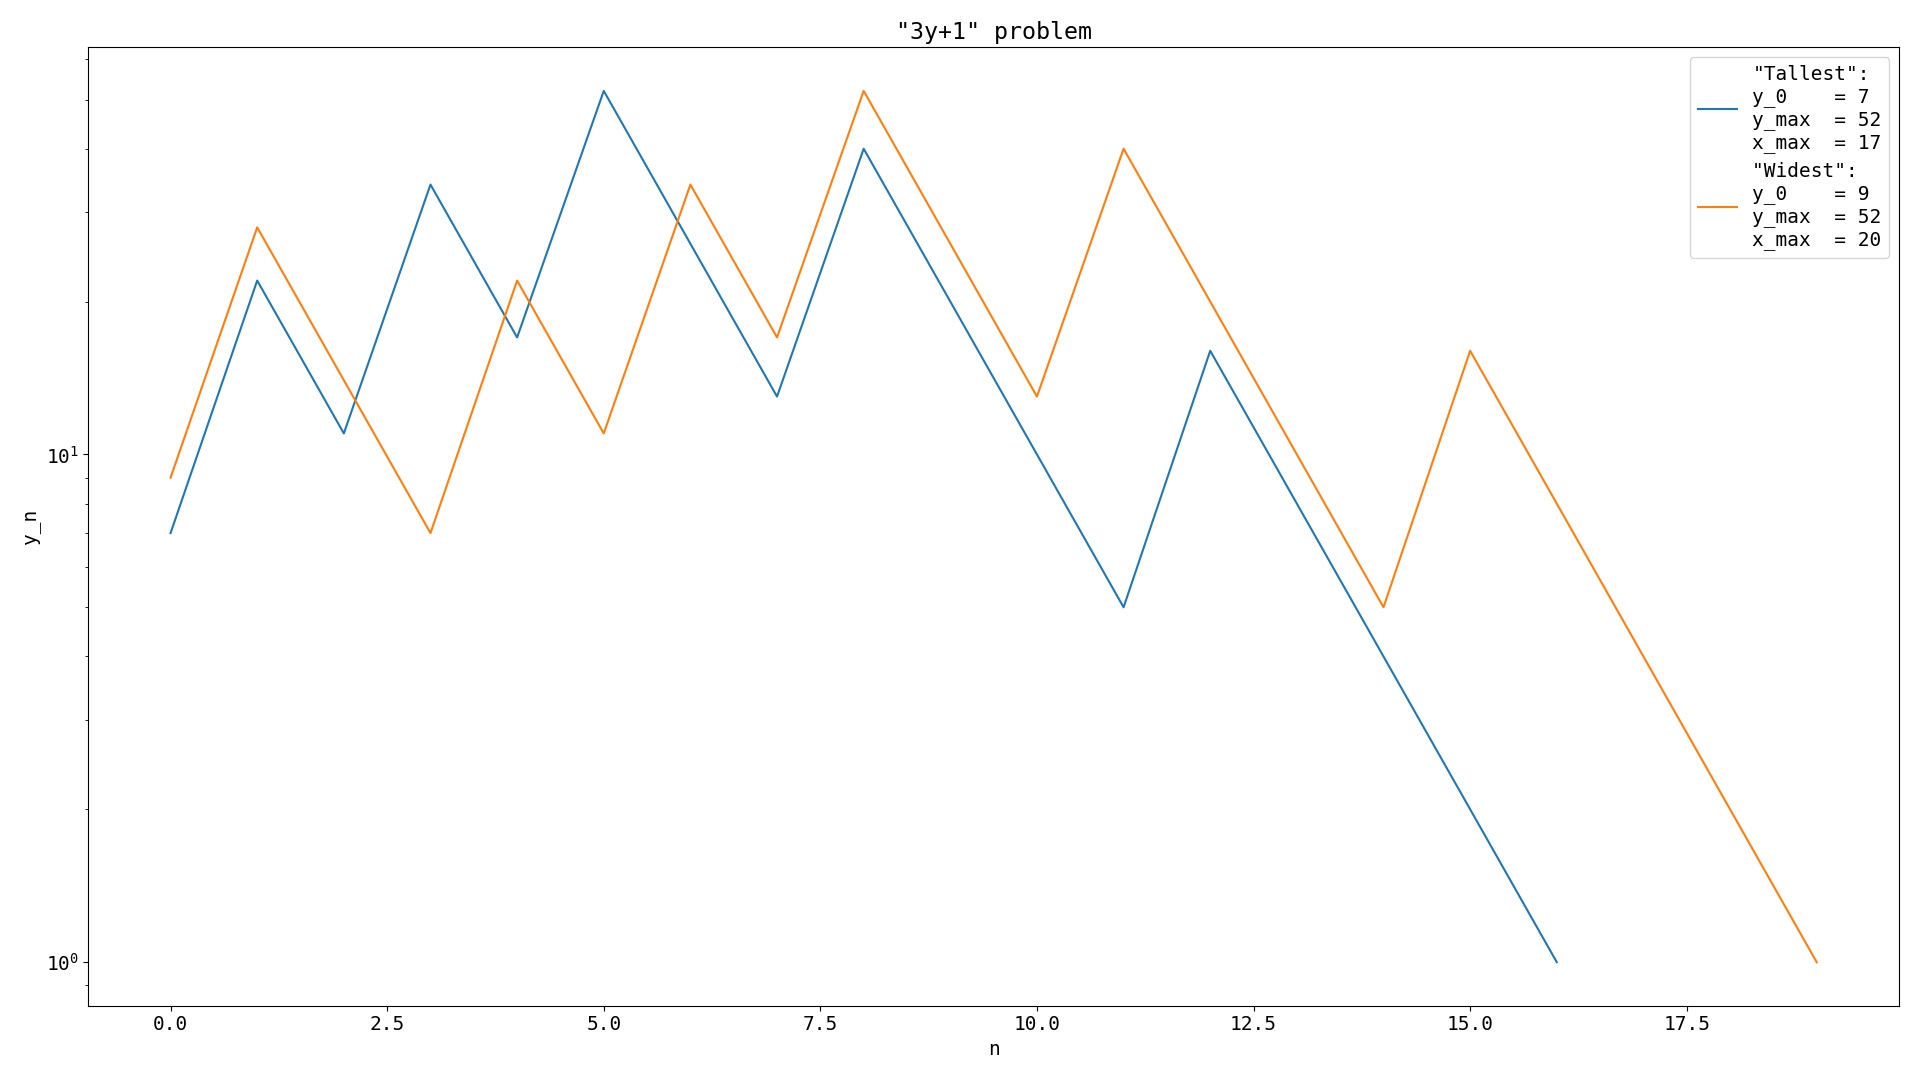 "3y+1" problem
"Tallest":
y_0    = 7
y_max  = 52
x_max  = 17
"Widest":
y_0    = 9
y_max  = 52
x_max  = 20
10¹
y_n
10⁰
0.0 2.5 5.0 7.5 10.0 12.5 15.0 17.5
n